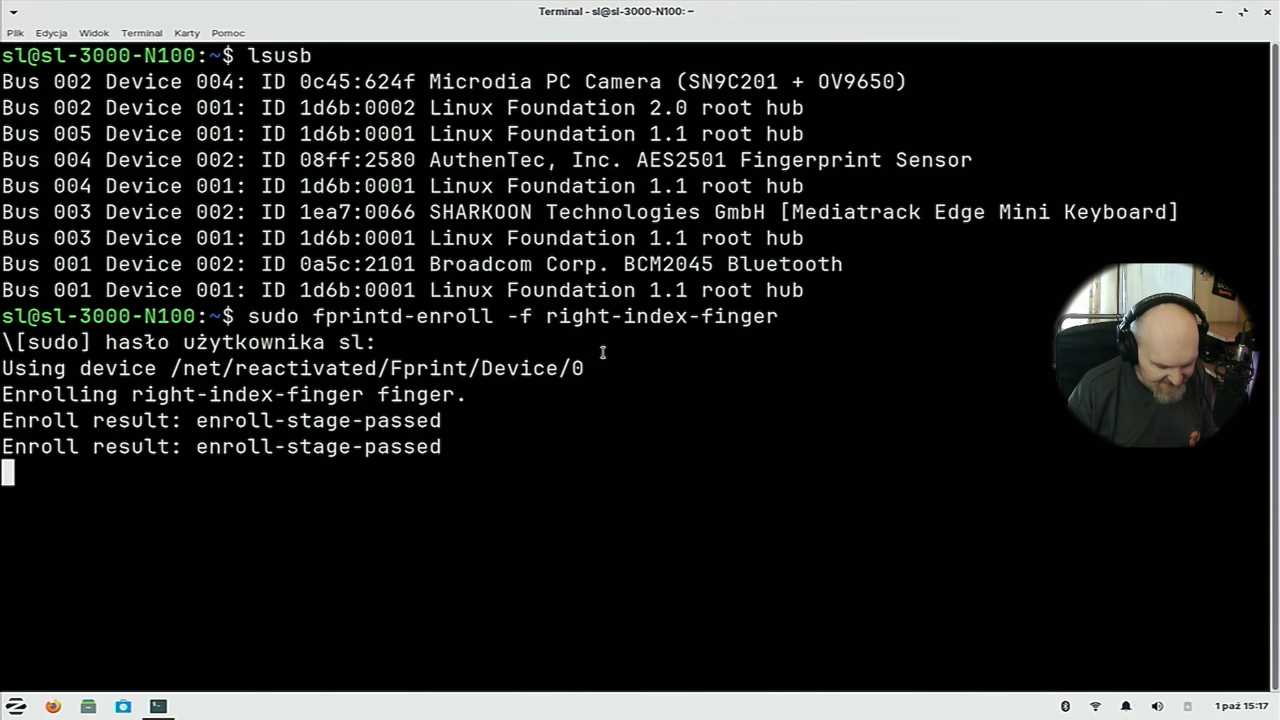 Terminal - sl@sl-3000-N100: ~
Plik Edycja Widok Terminal Karty Pomoc
sl@sl-3000-N100:~$ lsusb
Bus 002 Device 004: ID 0c45:624f Microdia PC Camera (SN9C201 + OV9650)
Bus 002 Device 001: ID 1d6b:0002 Linux Foundation 2.0 root hub
Bus 005 Device 001: ID 1d6b:0001 Linux Foundation 1.1 root hub
Bus 004 Device 002: ID 08ff:2580 AuthenTec, Inc. AES2501 Fingerprint Sensor
Bus 004 Device 001: ID 1d6b:0001 Linux Foundation 1.1 root hub
Bus 003 Device 002: ID 1ea7:0066 SHARKOON Technologies GmbH [Mediatrack Edge Mini Keyboard]
Bus 003 Device 001: ID 1d6b:0001 Linux Foundation 1.1 root hub
Bus 001 Device 002: ID 0a5c:2101 Broadcom Corp. BCM2045 Bluetooth
Bus 001 Device 001: ID 1d6b:0001 Linux Foundation 1.1 root hub
sl@sl-3000-N100:~$ sudo fprintd-enroll -f right-index-finger
\[sudo] hasło użytkownika sl:
Using device /net/reactivated/Fprint/Device/0
Enrolling right-index-finger finger.
Enroll result: enroll-stage-passed
Enroll result: enroll-stage-passed
1 paź 15:17